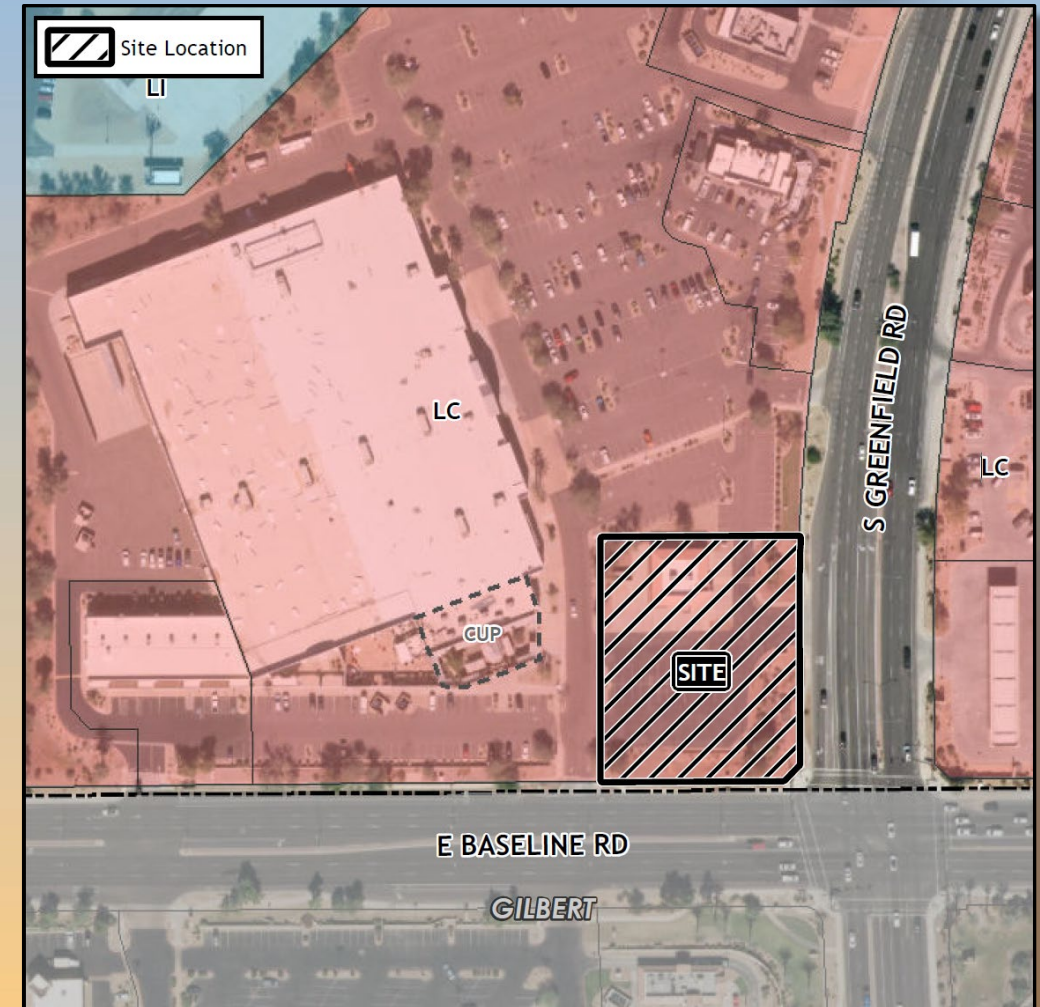 Site Location
LI
LC
S GREENFIELD RD
LC
CUP
SITE
E BASELINE RD
GILBERT